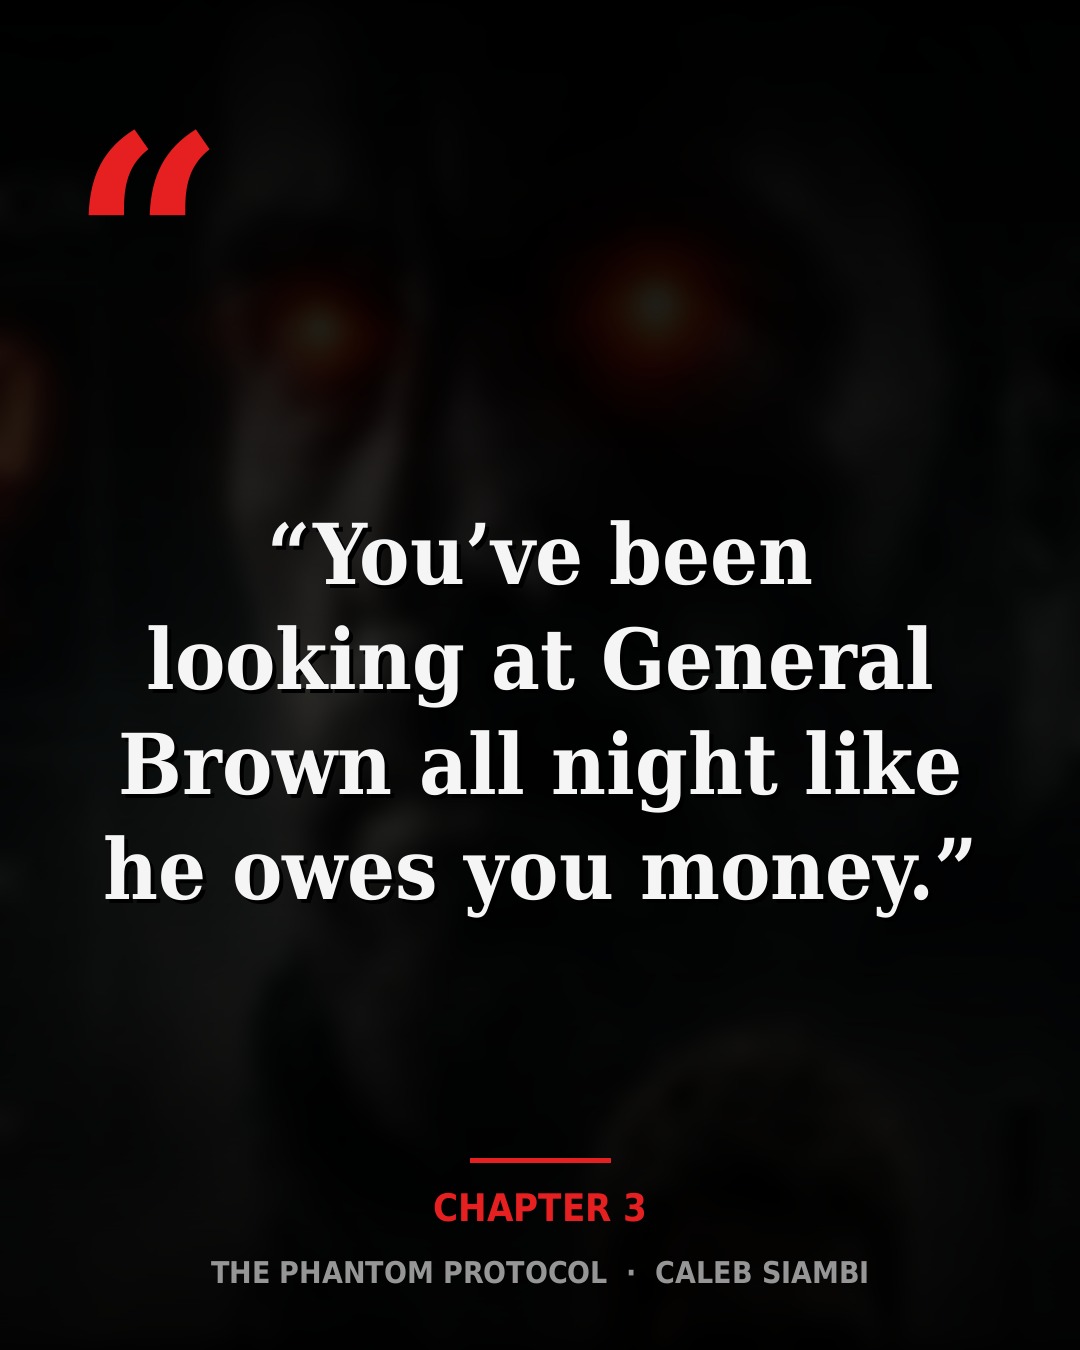 “
“You’ve been
looking at General
Brown all night like
he owes you money.”
CHAPTER 3
THE PHANTOM PROTOCOL · CALEB SIAMBI